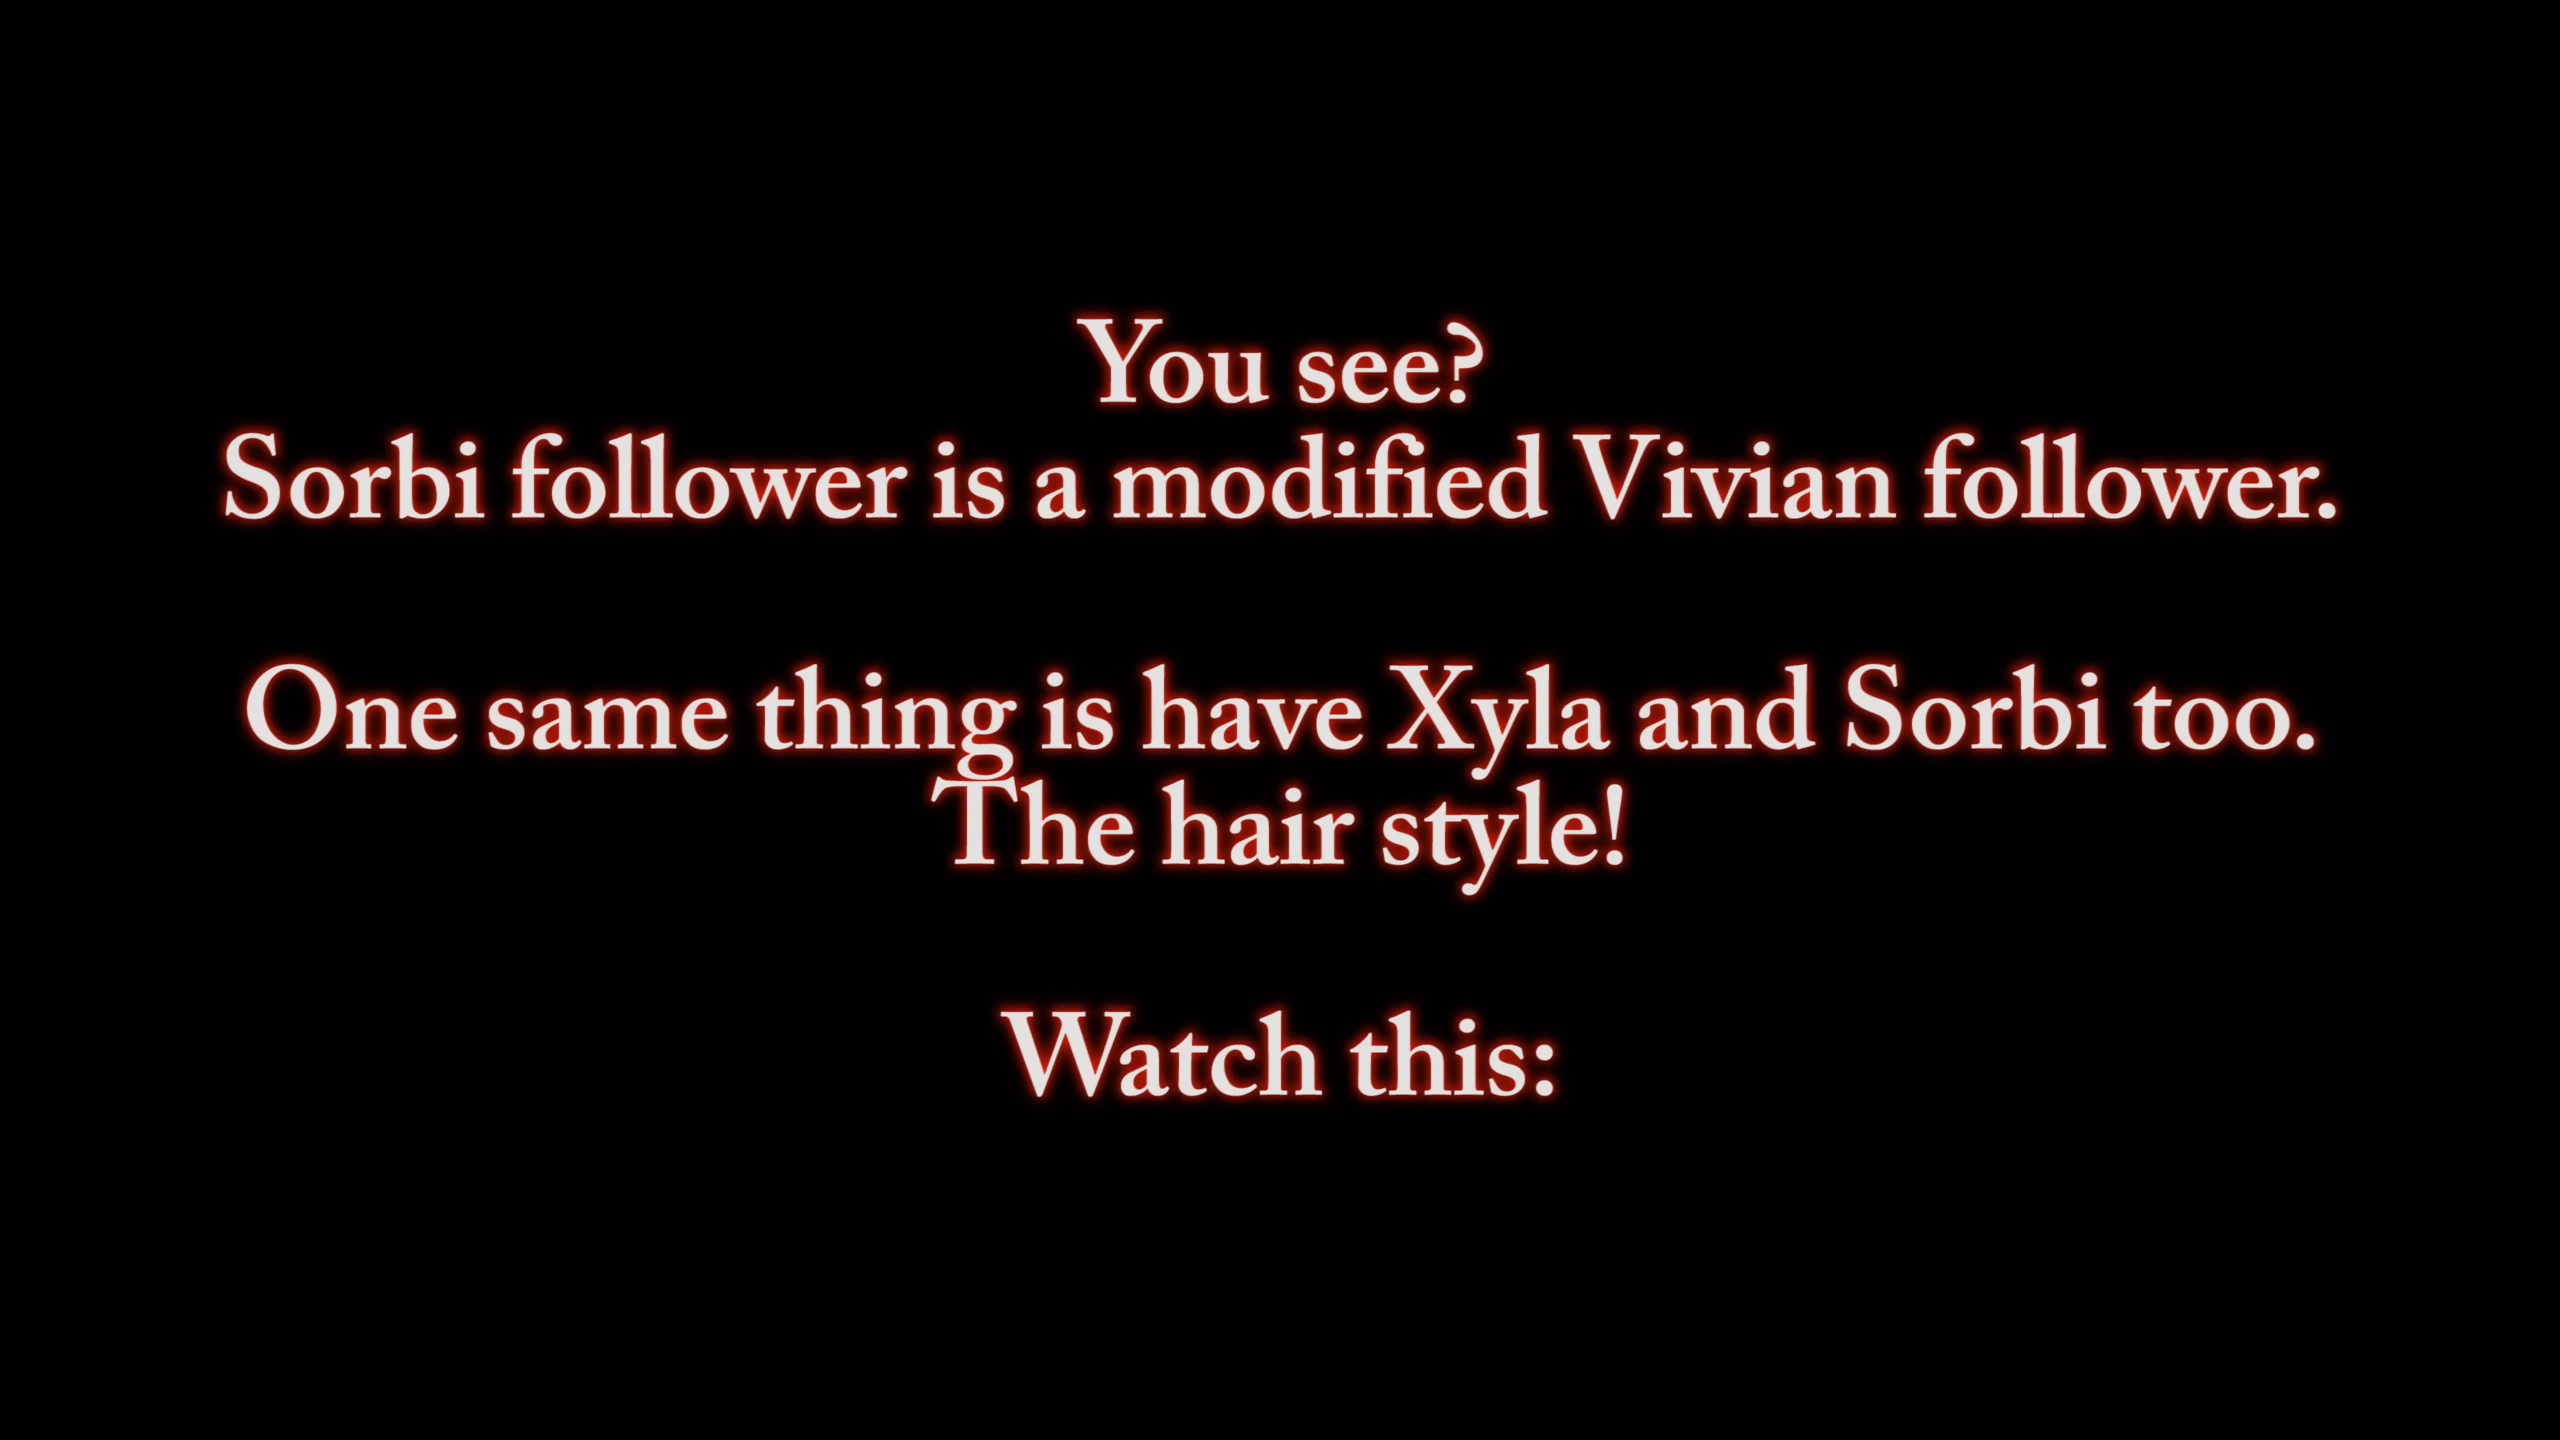 You see?
Sorbi follower is a modified Vivian follower.
One same thing is have Xyla and Sorbi too.
The hair style!
Watch this: